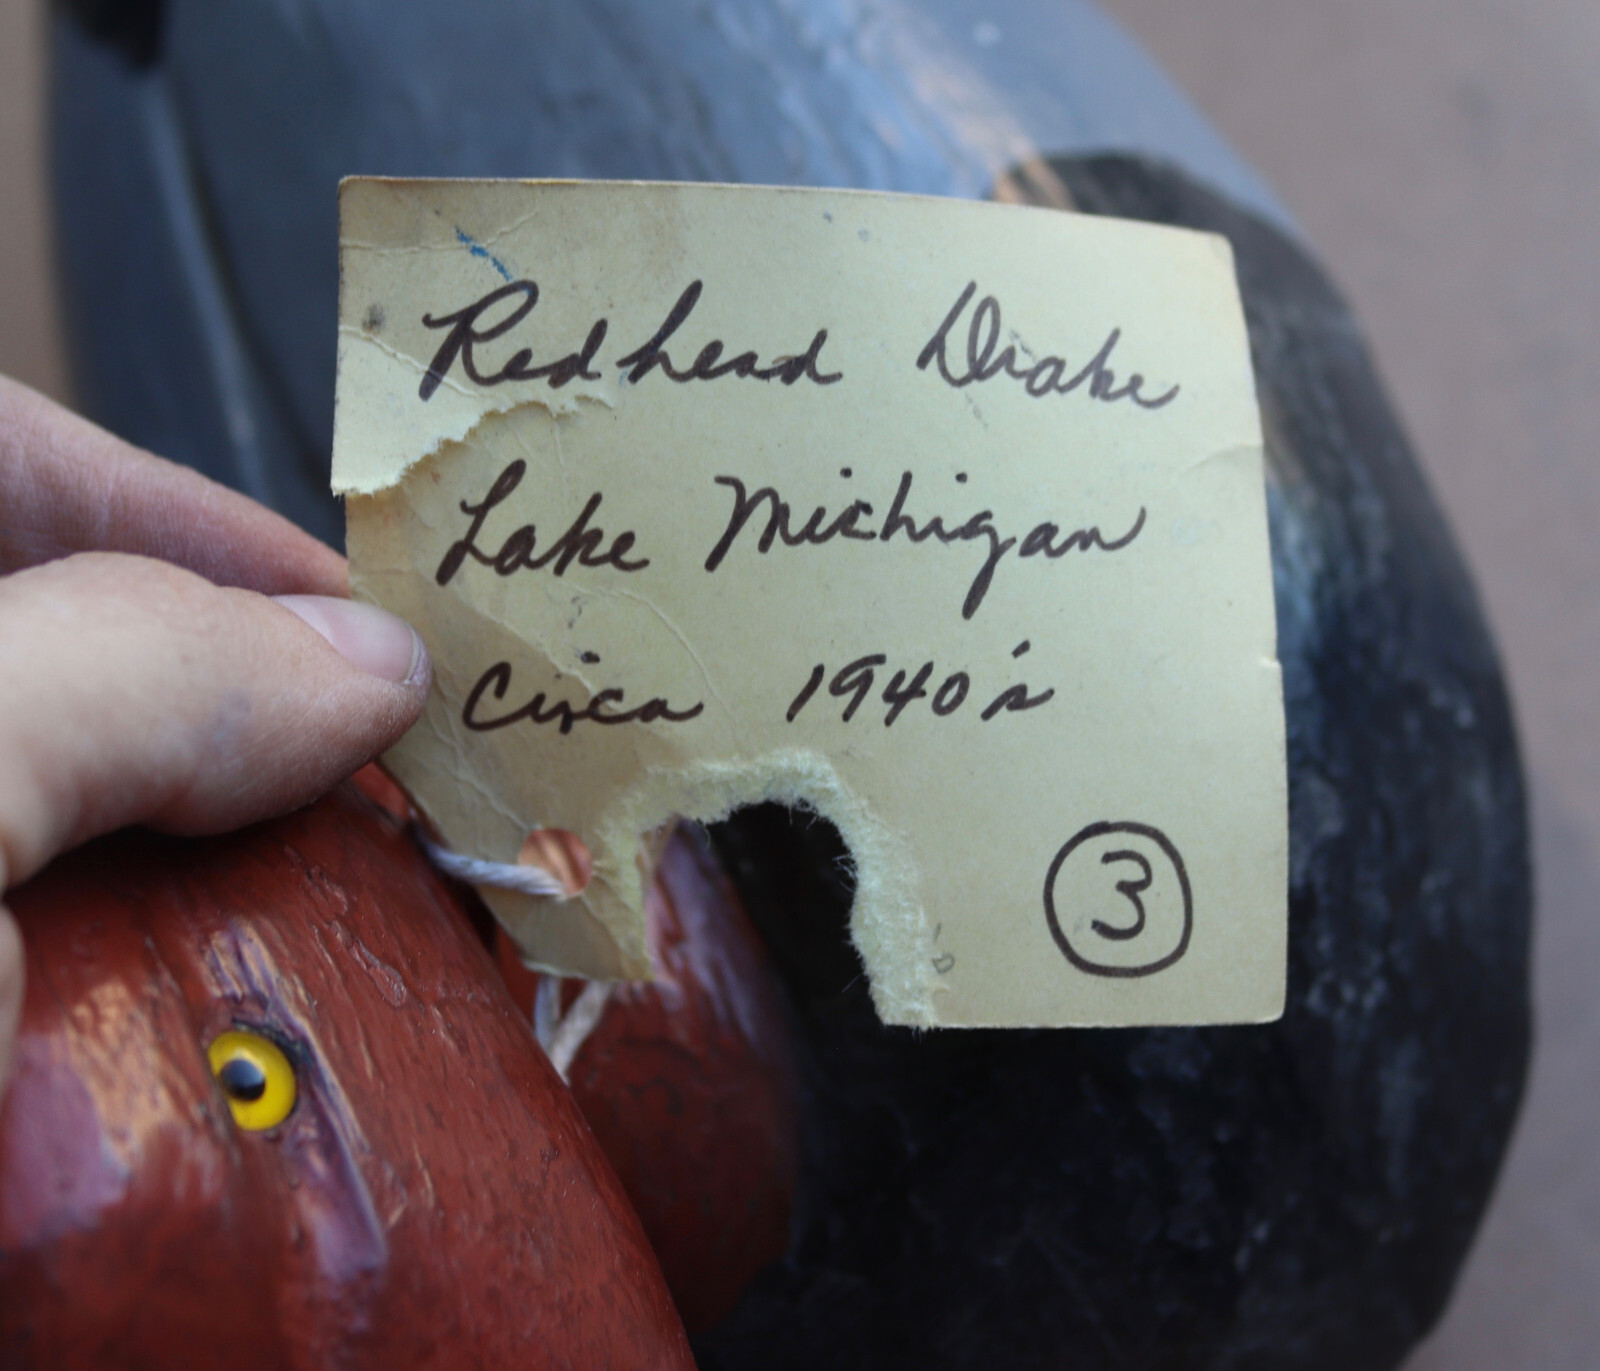 Redhead Drake
Lake Michigan
Circa 1940's
3